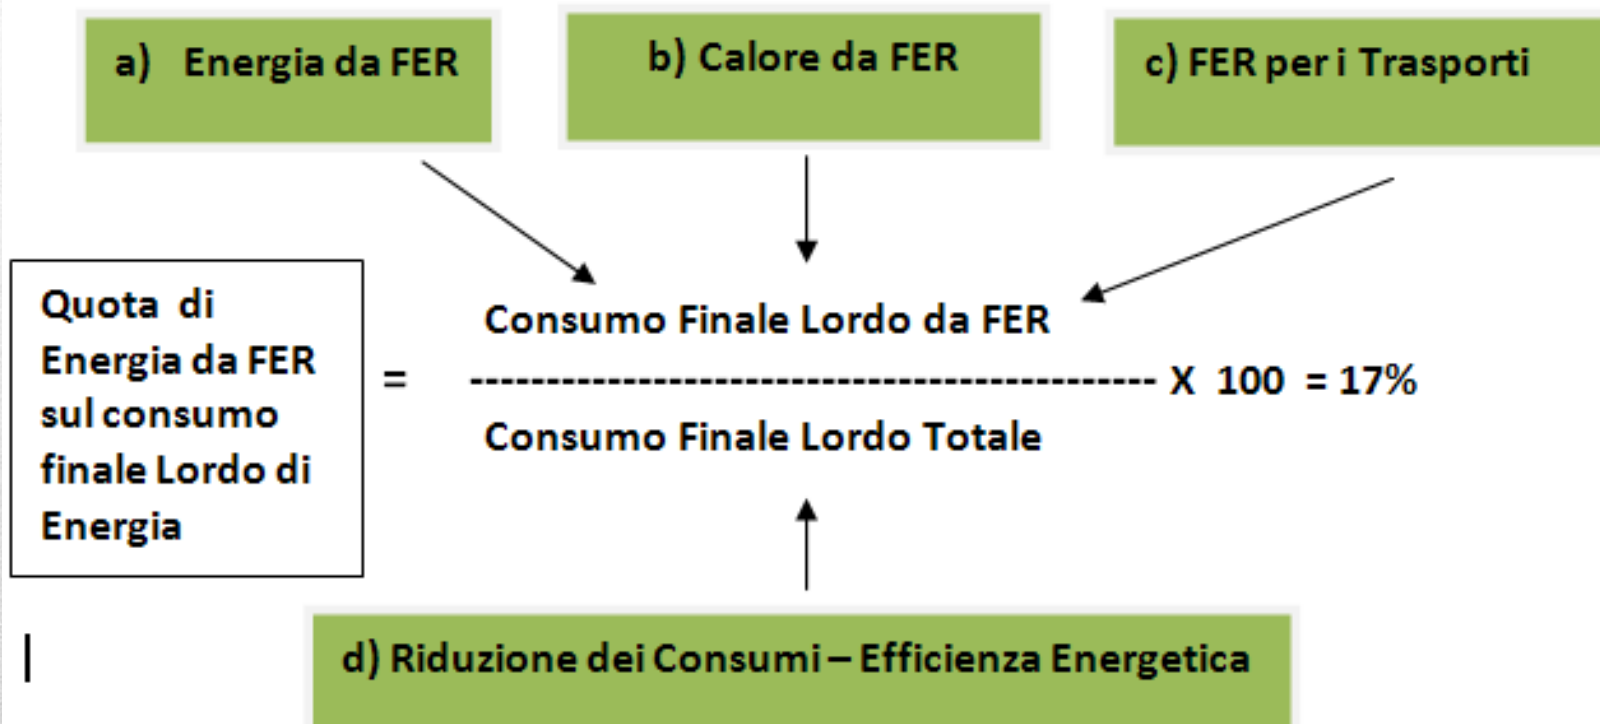 a) Energia da FER
b) Calore da FER
c) FER per i Trasporti
Quota di
Energia da FER
sul consumo
finale Lordo di
Energia
=
Consumo Finale Lordo da FER
--------------------------------------------- X 100 = 17%
Consumo Finale Lordo Totale
d) Riduzione dei Consumi – Efficienza Energetica